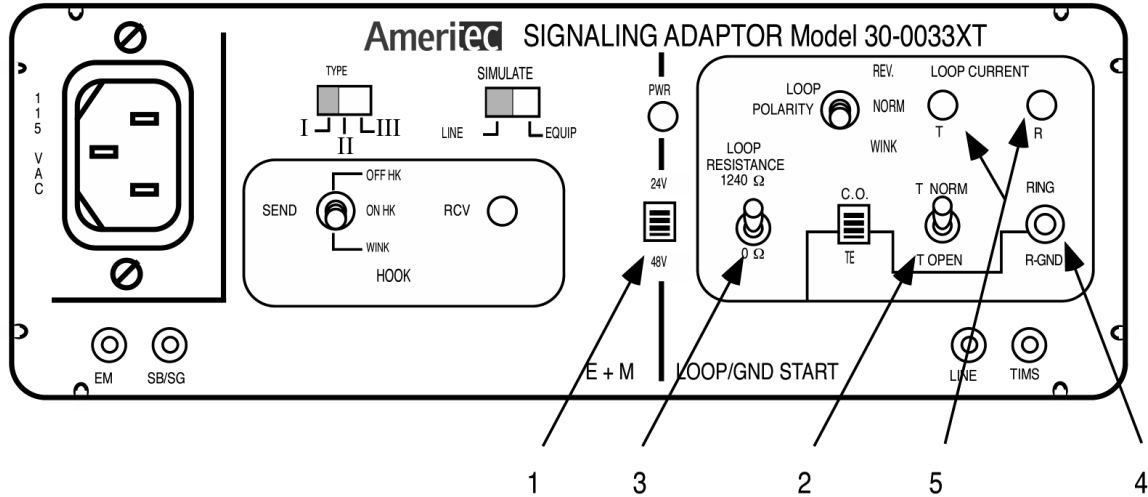 Ameritec SIGNALING ADAPTOR Model 30-0033XT
115 VAC
TYPE
I
II
III
SIMULATE
LINE
EQUIP
SEND
OFF HK
ON HK
WINK
RCV
HOOK
EM
SB/SG
E + M
PWR
24V
48V
LOOP
POLARITY
REV.
NORM
WINK
LOOP CURRENT
T
R
LOOP
RESISTANCE
1240 Ω
0 Ω
C.O.
TE
T NORM
T OPEN
RING
R-GND
LOOP/GND START
LINE
TIMS
1
3
2
5
4